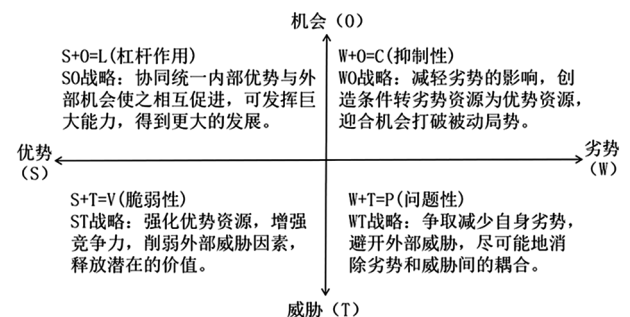 机会（O）
S+O=L(杠杆作用)
SO战略：协同统一内部优势与外
部机会使之相互促进，可发挥巨
大能力，得到更大的发展。
W+O=C(抑制性)
WO战略：减轻劣势的影响，创
造条件转劣势资源为优势资源，
迎合机会打破被动局势。
优势
（S）
劣势
（W）
S+T=V(脆弱性)
ST战略：强化优势资源，增强
竞争力，削弱外部威胁因素，
释放潜在的价值。
W+T=P(问题性)
WT战略：争取减少自身劣势，
避开外部威胁，尽可能地消
除劣势和威胁间的耦合。
威胁（T）